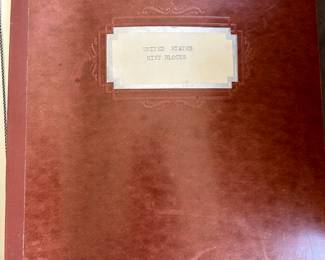 UNITED STATES
MINT BLOCKS